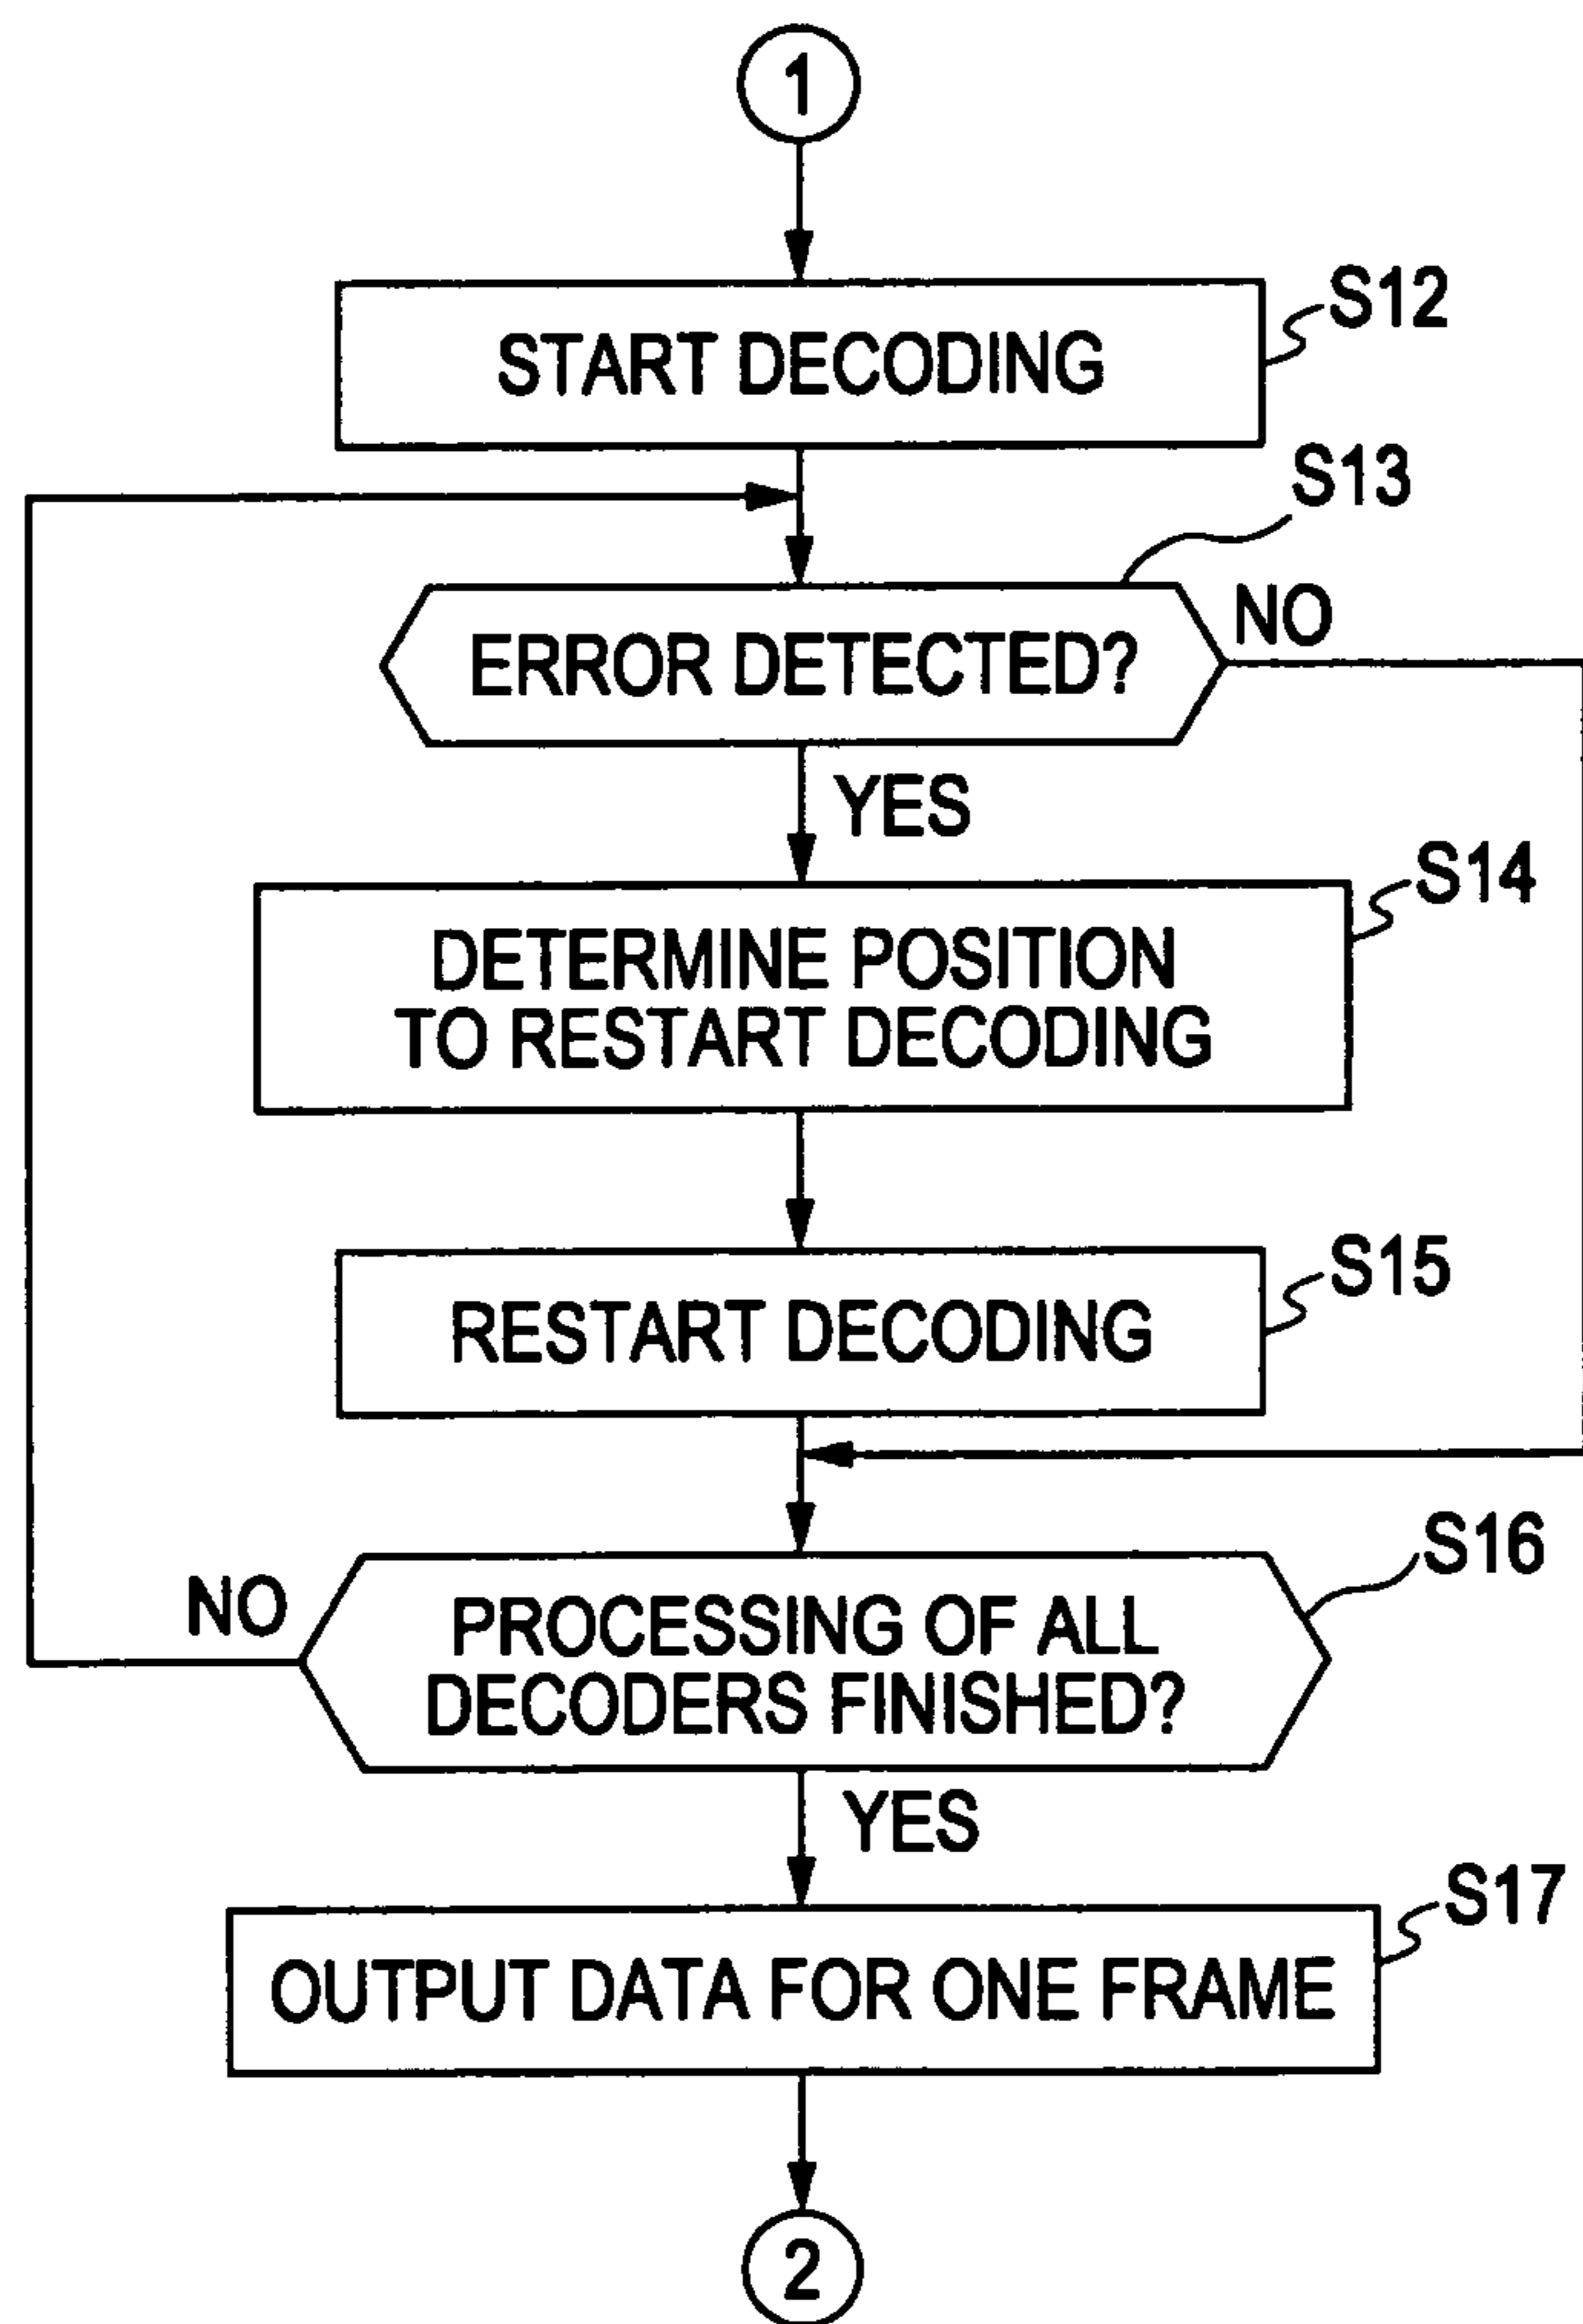 1
S12
START DECODING
S13
ERROR DETECTED?
NO
YES
S14
DETERMINE POSITION
TO RESTART DECODING
S15
RESTART DECODING
S16
NO
PROCESSING OF ALL
DECODERS FINISHED?
YES
S17
OUTPUT DATA FOR ONE FRAME
2